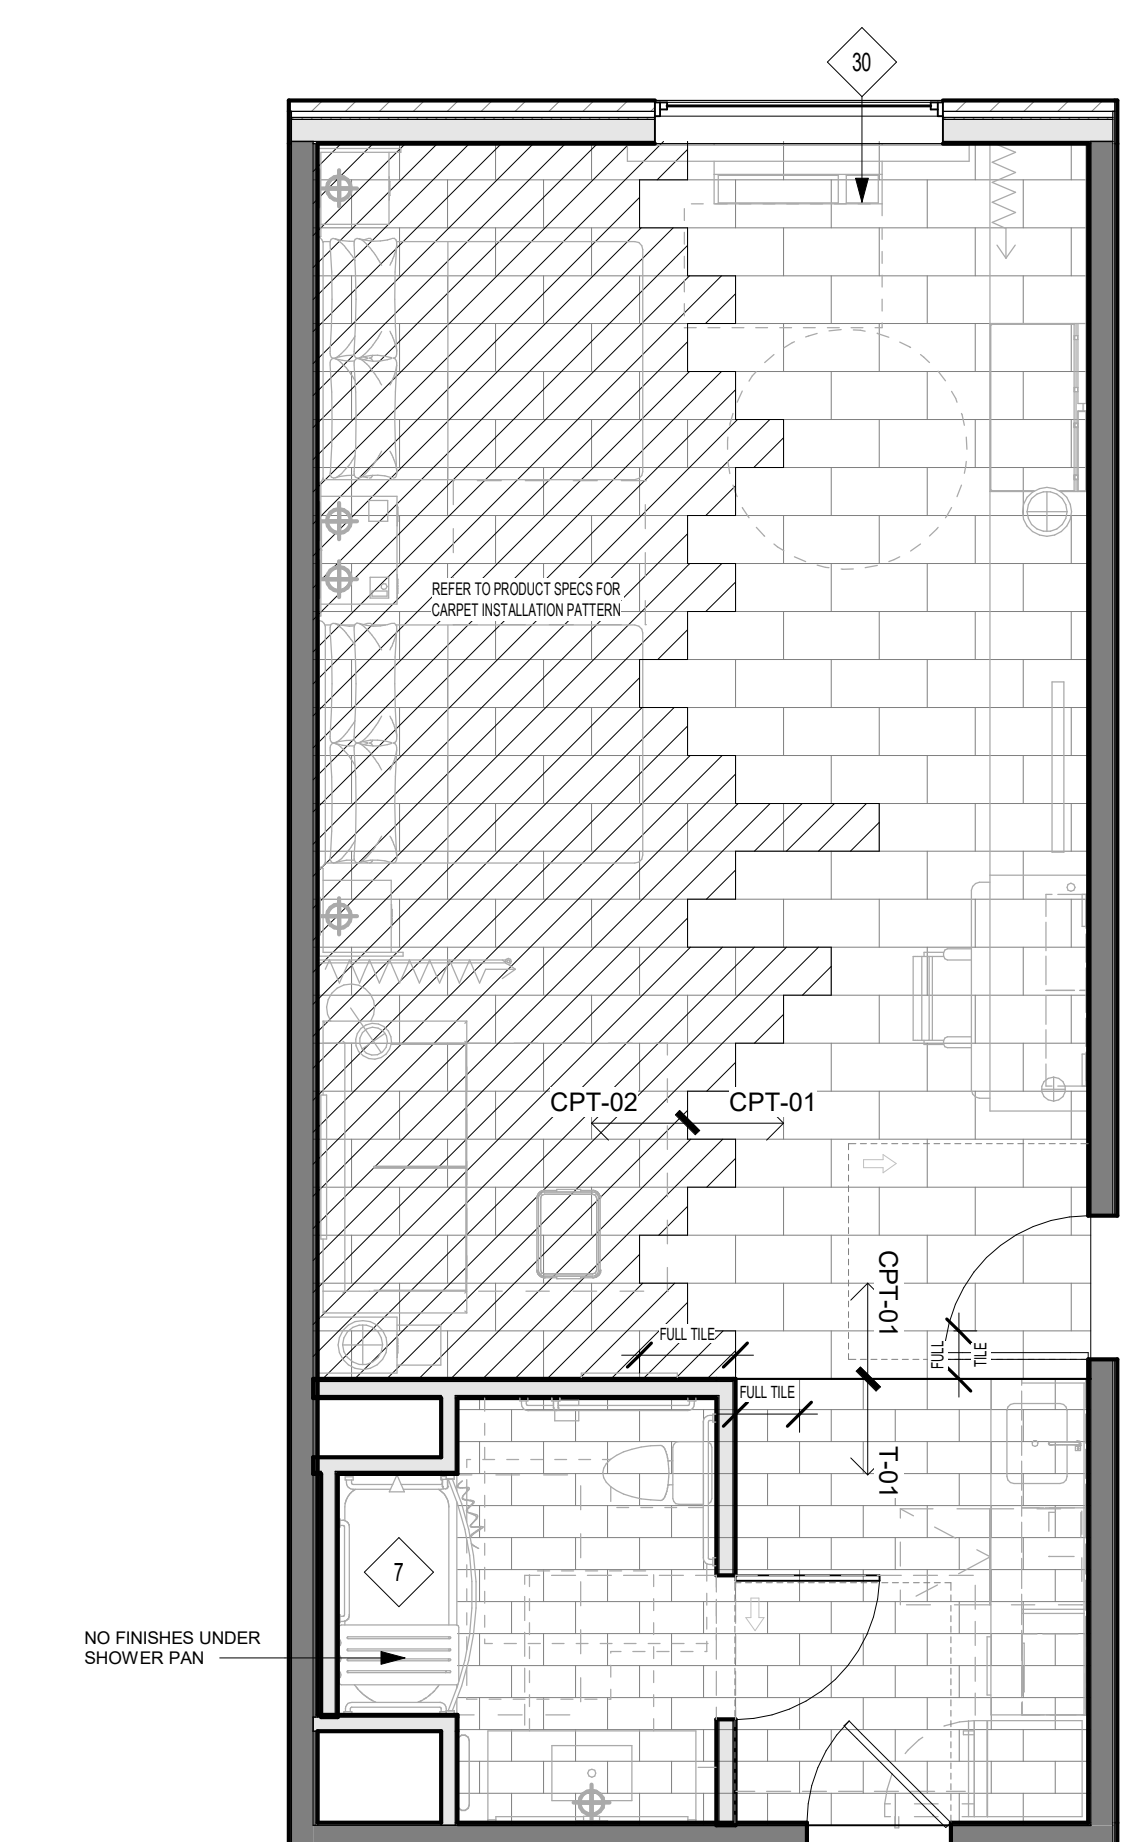 30
REFER TO PRODUCT SPECS FOR
CARPET INSTALLATION PATTERN
CPT-02
CPT-01
CPT-01
FULL TILE
FULL
TILE
FULL TILE
T-01
7
NO FINISHES UNDER
SHOWER PAN